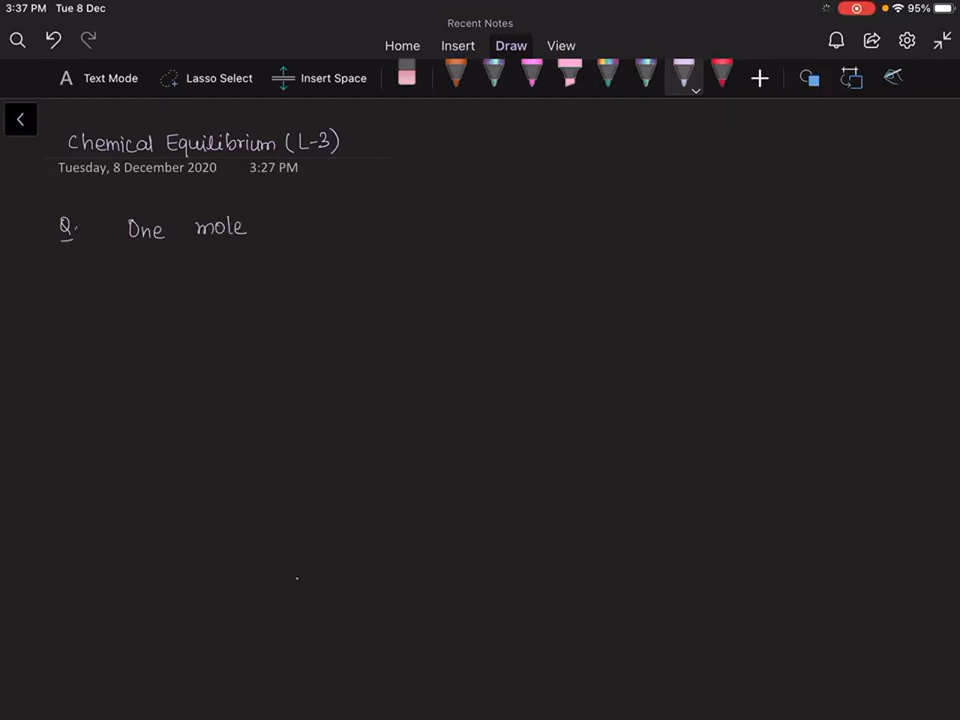 3:37 PM Tue 8 Dec 95%
Recent Notes
Home Insert Draw View
A Text Mode Lasso Select Insert Space
Chemical Equilibrium (L-3)
Tuesday, 8 December 2020 3:27 PM
Q. One mole